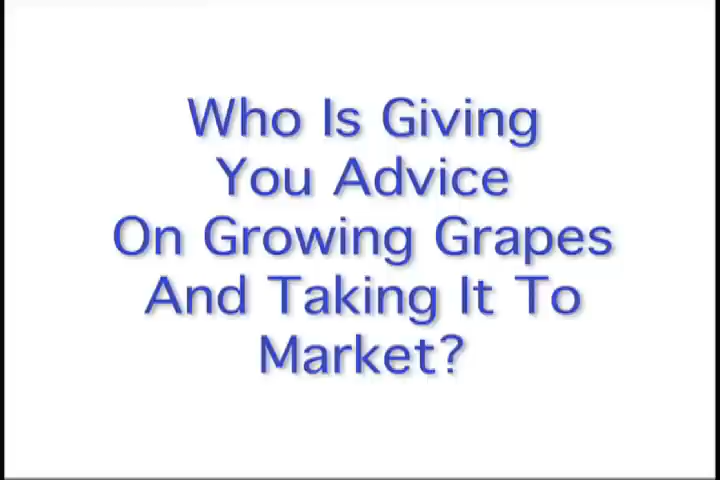 Who Is Giving
You Advice
On Growing Grapes
And Taking It To
Market?